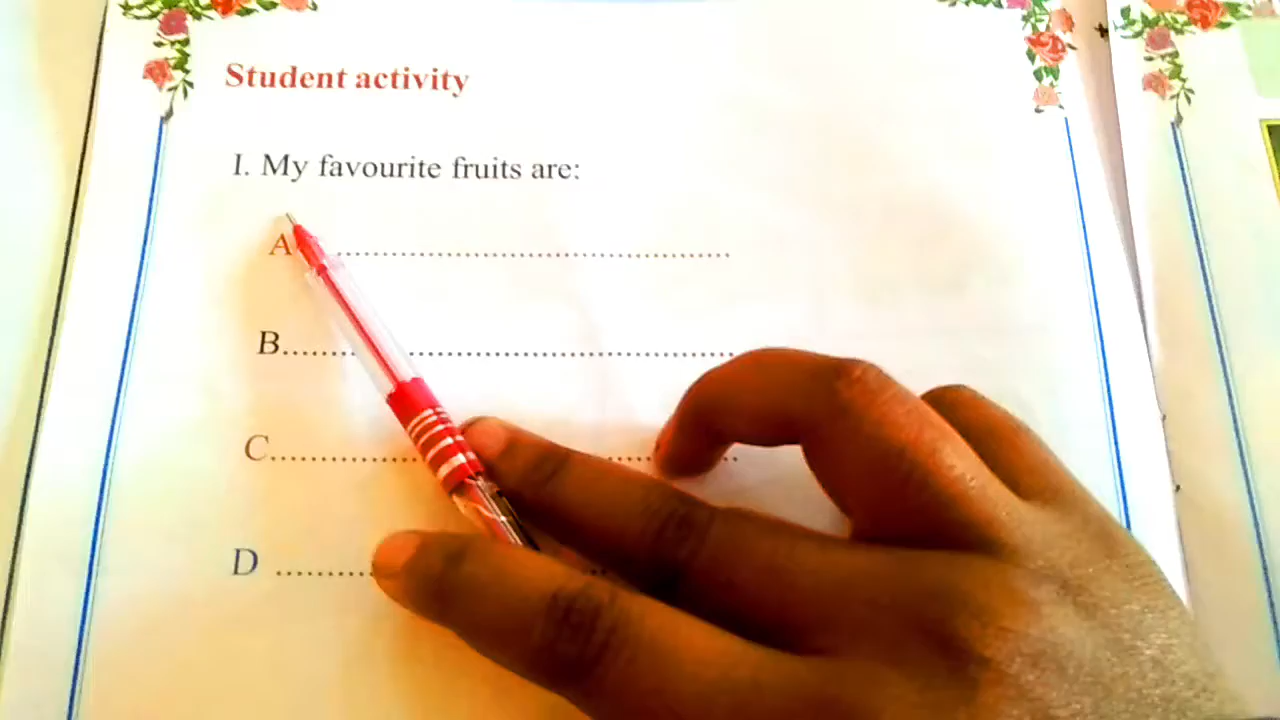 Student activity
I. My favourite fruits are:
A ........................................
B................................................
C................................................
D ..........